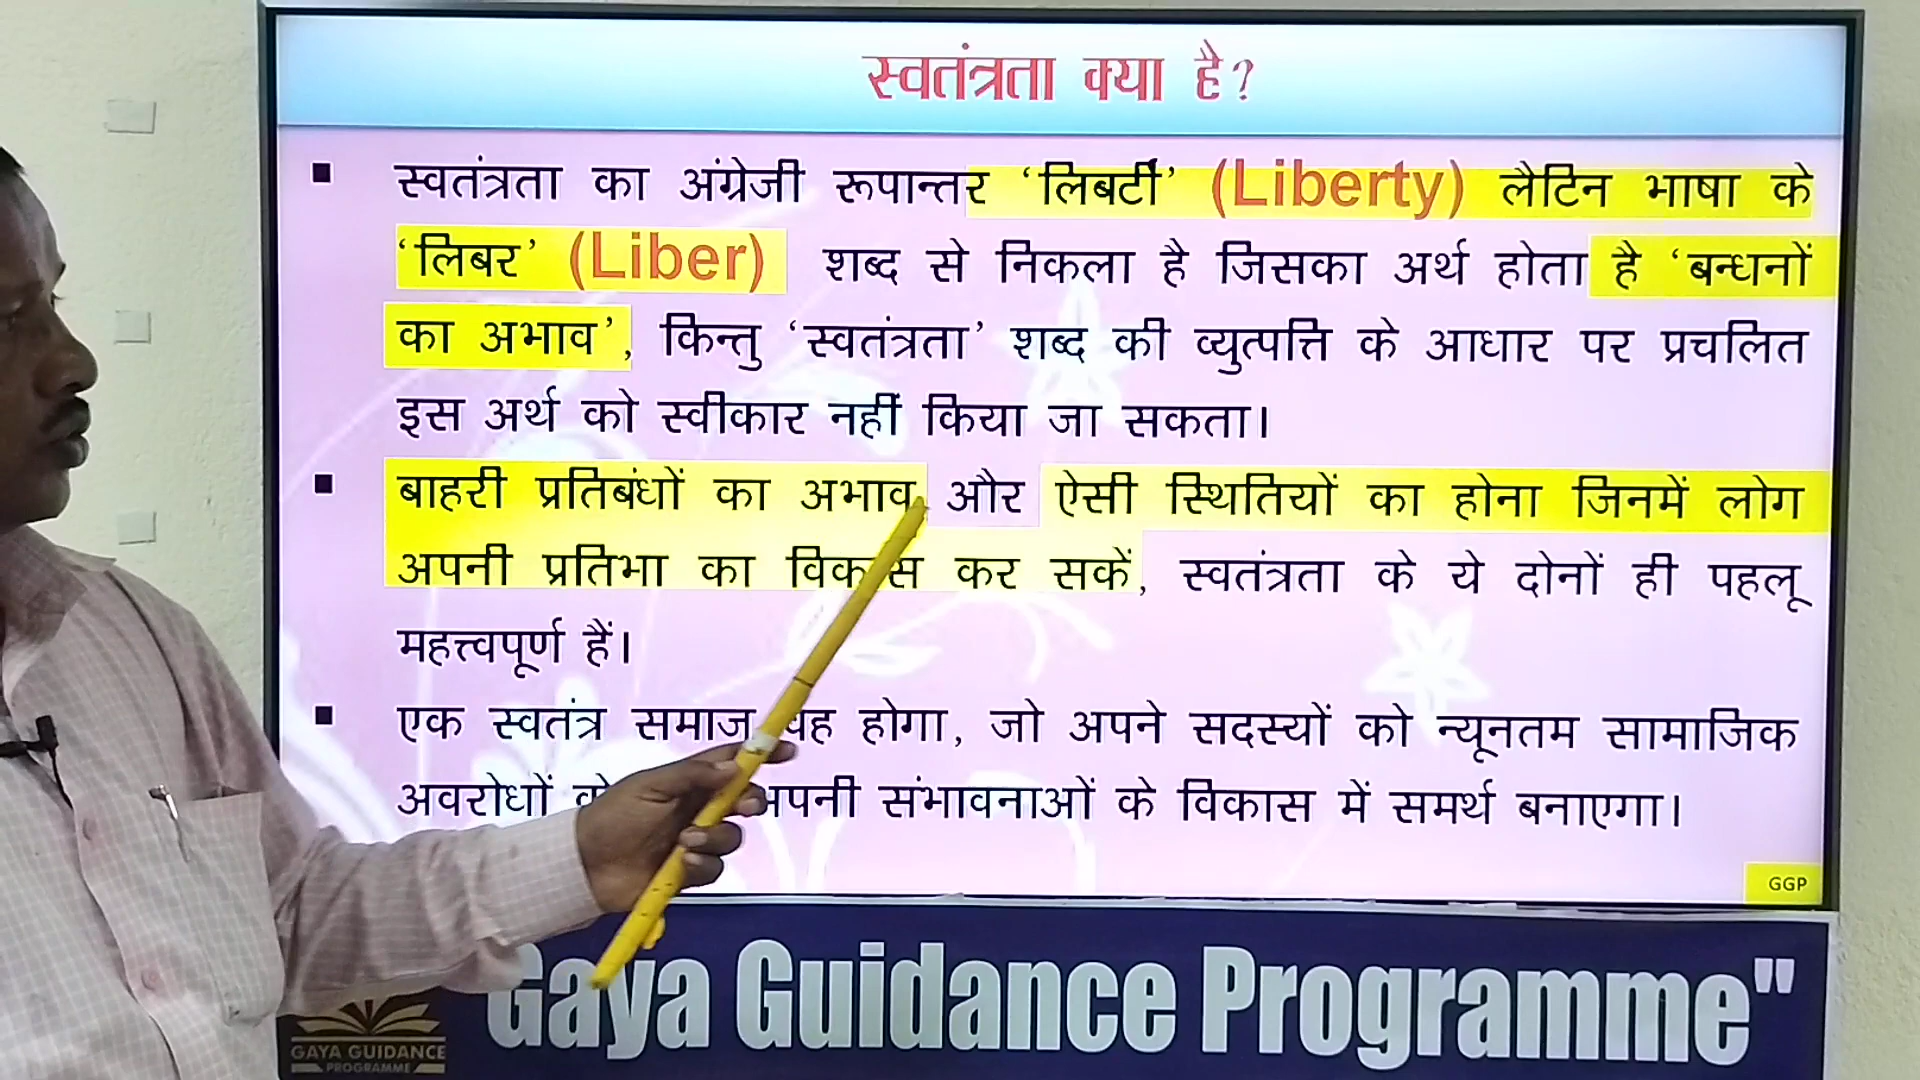 स्वतंत्रता क्या है?
▪ स्वतंत्रता का अंग्रेजी रूपान्तर ‘लिबर्टी’ (Liberty) लैटिन भाषा के
‘लिबर’ (Liber) शब्द से निकला है जिसका अर्थ होता है ‘बन्धनों
का अभाव’, किन्तु ‘स्वतंत्रता’ शब्द की व्युत्पत्ति के आधार पर प्रचलित
इस अर्थ को स्वीकार नहीं किया जा सकता।
▪ बाहरी प्रतिबंधों का अभाव और ऐसी स्थितियों का होना जिनमें लोग
अपनी प्रतिभा का विकास कर सकें, स्वतंत्रता के ये दोनों ही पहलू
महत्त्वपूर्ण हैं।
▪ एक स्वतंत्र समाज वह होगा, जो अपने सदस्यों को न्यूनतम सामाजिक
अवरोधों अपनी संभावनाओं के विकास में समर्थ बनाएगा।
GGP
"Gaya Guidance Programme"
GAYA GUIDANCE
PROGRAMME